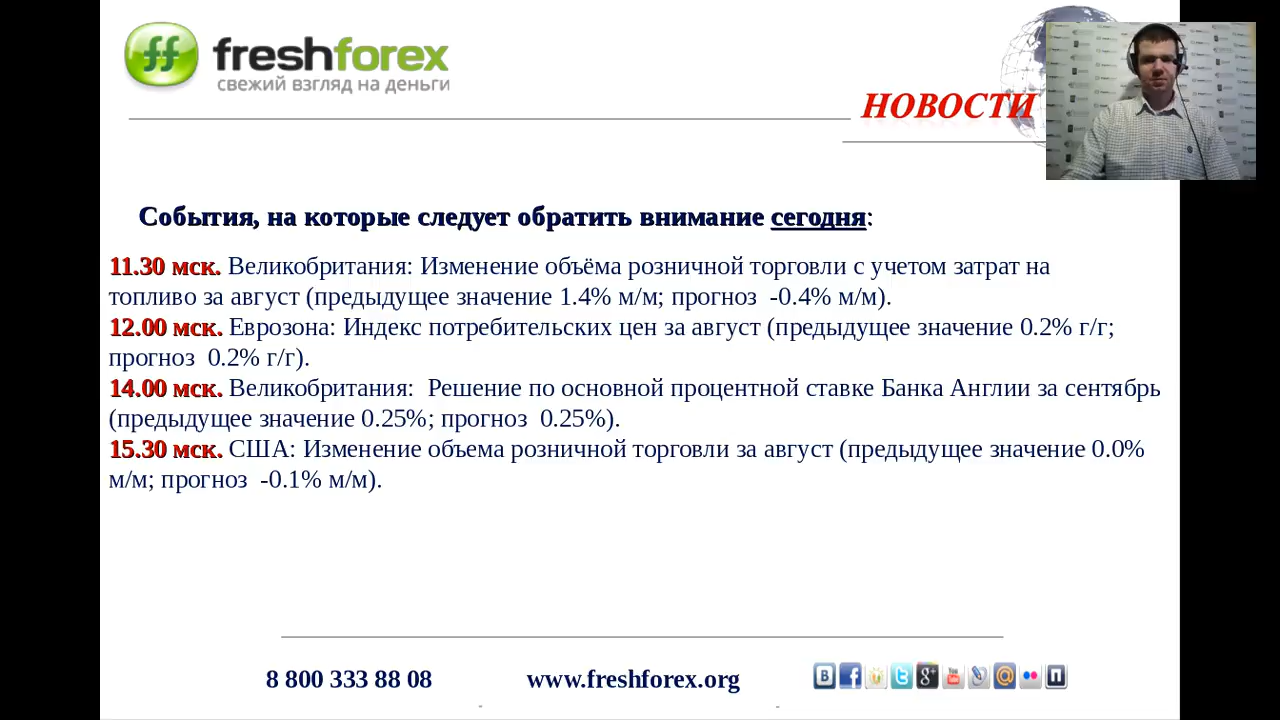 freshforex
свежий взгляд на деньги
НОВОСТИ
События, на которые следует обратить внимание сегодня:
11.30 мск. Великобритания: Изменение объёма розничной торговли с учетом затрат на
топливо за август (предыдущее значение 1.4% м/м; прогноз -0.4% м/м).
12.00 мск. Еврозона: Индекс потребительских цен за август (предыдущее значение 0.2% г/г;
прогноз 0.2% г/г).
14.00 мск. Великобритания: Решение по основной процентной ставке Банка Англии за сентябрь
(предыдущее значение 0.25%; прогноз 0.25%).
15.30 мск. США: Изменение объема розничной торговли за август (предыдущее значение 0.0%
м/м; прогноз -0.1% м/м).
8 800 333 88 08 www.freshforex.org